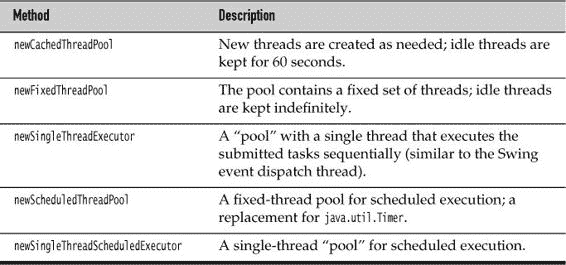 Method Description
newCachedThreadPool New threads are created as needed; idle threads are
kept for 60 seconds.
newFixedThreadPool The pool contains a fixed set of threads; idle threads
are kept indefinitely.
newSingleThreadExecutor A “pool” with a single thread that executes the
submitted tasks sequentially (similar to the Swing
event dispatch thread).
newScheduledThreadPool A fixed-thread pool for scheduled execution; a
replacement for java.util.Timer.
newSingleThreadScheduledExecutor A single-thread “pool” for scheduled execution.